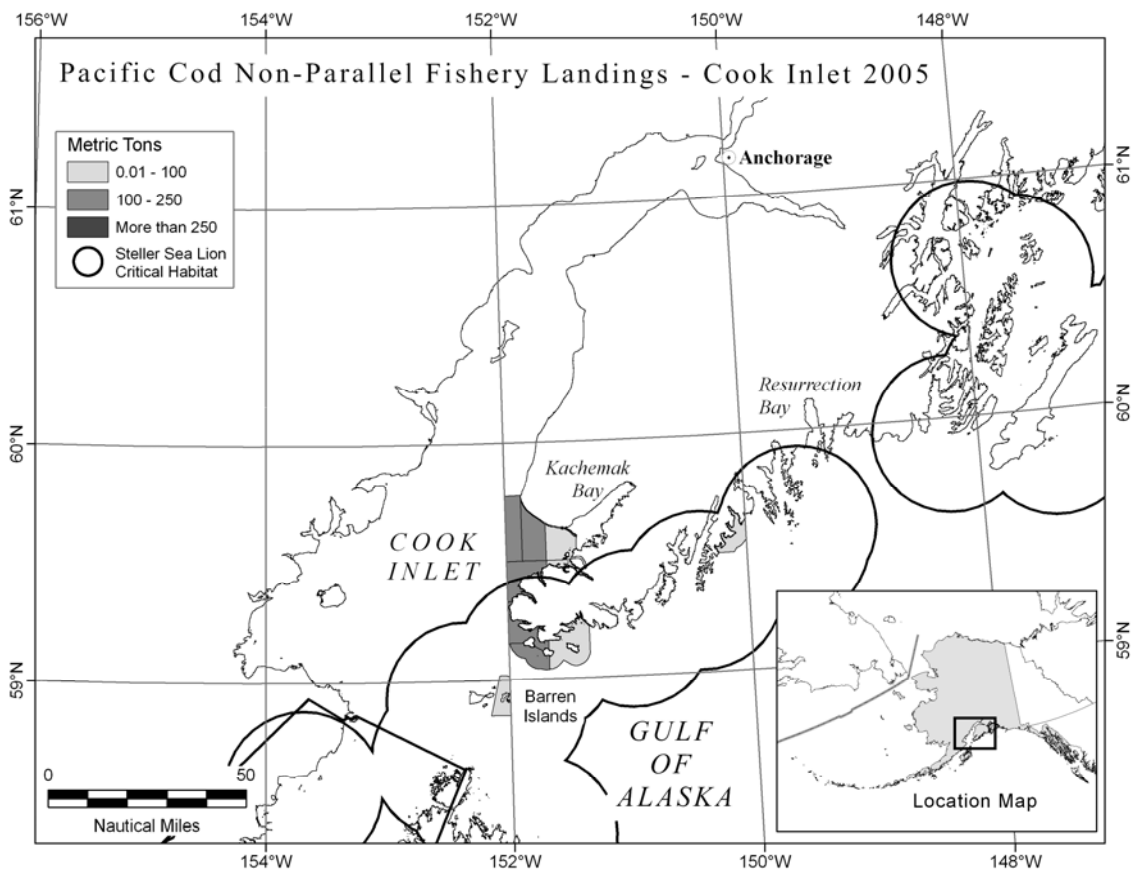 156°W
154°W
152°W
150°W
148°W
Pacific Cod Non-Parallel Fishery Landings - Cook Inlet 2005
Metric Tons
0.01 - 100
100 - 250
More than 250
Steller Sea Lion
Critical Habitat
Anchorage
61°N
61°N
Resurrection
Bay
60°N
60°N
Kachemak
Bay
COOK
INLET
59°N
59°N
Barren
Islands
GULF
OF
ALASKA
0
50
Nautical Miles
Location Map
154°W
152°W
150°W
148°W